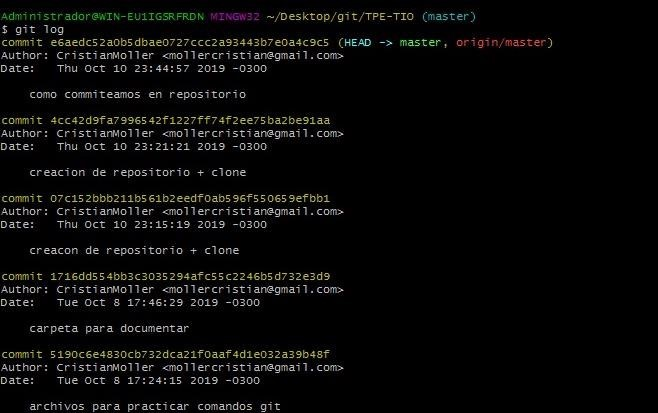 Administrador@WIN-EU1IGSRFRDN MINGW32 ~/Desktop/git/TPE-TIO (master)
$ git log
commit e6aedc52a0b5dbae0727ccc2a93443b7e0a4c9c5 (HEAD -> master, origin/master)
Author: CristianMoller <mollercristian@gmail.com>
Date:   Thu Oct 10 23:44:57 2019 -0300
como commiteamos en repositorio
commit 4cc42d9fa7996542f1227ff74f2ee75ba2be91aa
Author: CristianMoller <mollercristian@gmail.com>
Date:   Thu Oct 10 23:21:21 2019 -0300
creacion de repositorio + clone
commit 07c152bbb211b561b2eedf0ab596f550659efbb1
Author: CristianMoller <mollercristian@gmail.com>
Date:   Thu Oct 10 23:15:19 2019 -0300
creacon de repositorio + clone
commit 1716dd554bb3c3035294afc55c2246b5d732e3d9
Author: CristianMoller <mollercristian@gmail.com>
Date:   Tue Oct 8 17:46:29 2019 -0300
carpeta para documentar
commit 5190c6e4830cb732dca21f0aaf4d1e032a39b48f
Author: CristianMoller <mollercristian@gmail.com>
Date:   Tue Oct 8 17:24:15 2019 -0300
archivos para practicar comandos git